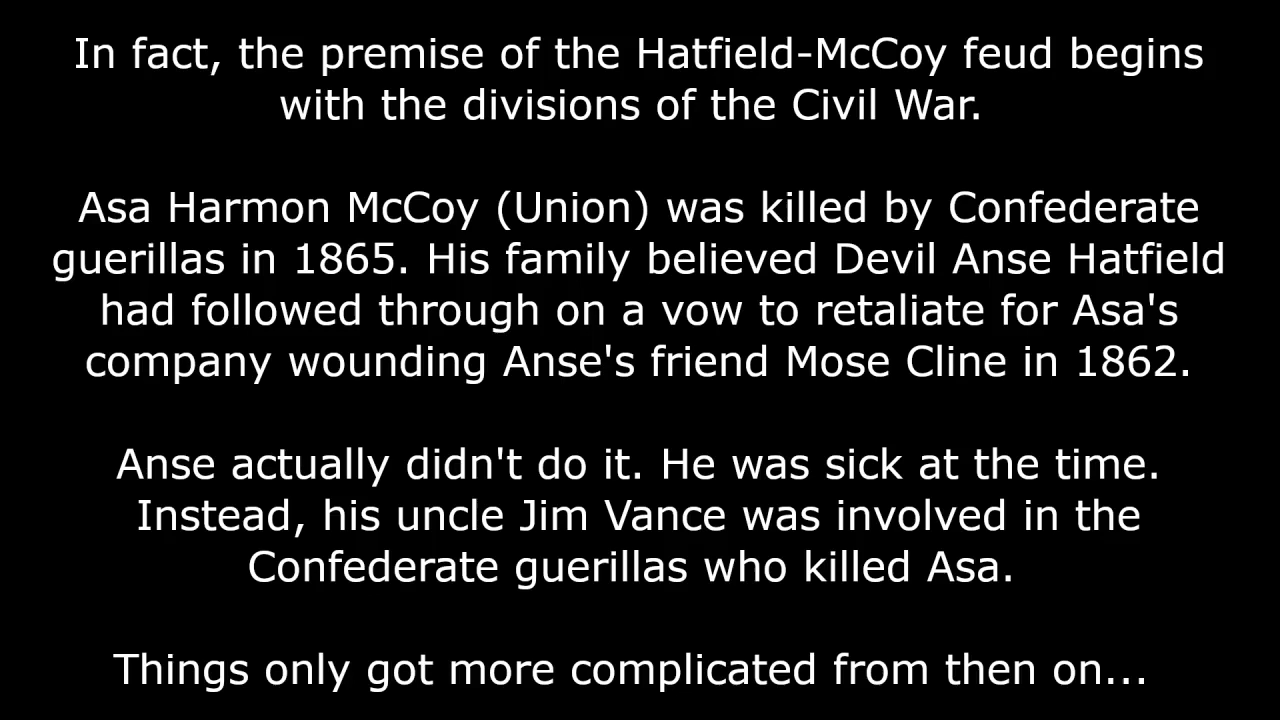 In fact, the premise of the Hatfield-McCoy feud begins
with the divisions of the Civil War.
Asa Harmon McCoy (Union) was killed by Confederate
guerillas in 1865. His family believed Devil Anse Hatfield
had followed through on a vow to retaliate for Asa's
company wounding Anse's friend Mose Cline in 1862.
Anse actually didn't do it. He was sick at the time.
Instead, his uncle Jim Vance was involved in the
Confederate guerillas who killed Asa.
Things only got more complicated from then on...